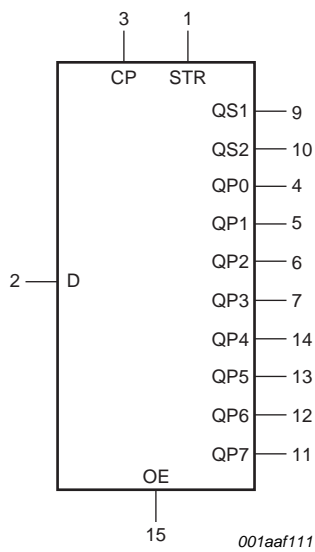 3 1
CP STR
QS1 9
QS2 10
QP0 4
QP1 5
QP2 6
2 D
QP3 7
QP4 14
QP5 13
QP6 12
QP7 11
OE
15
001aaf111